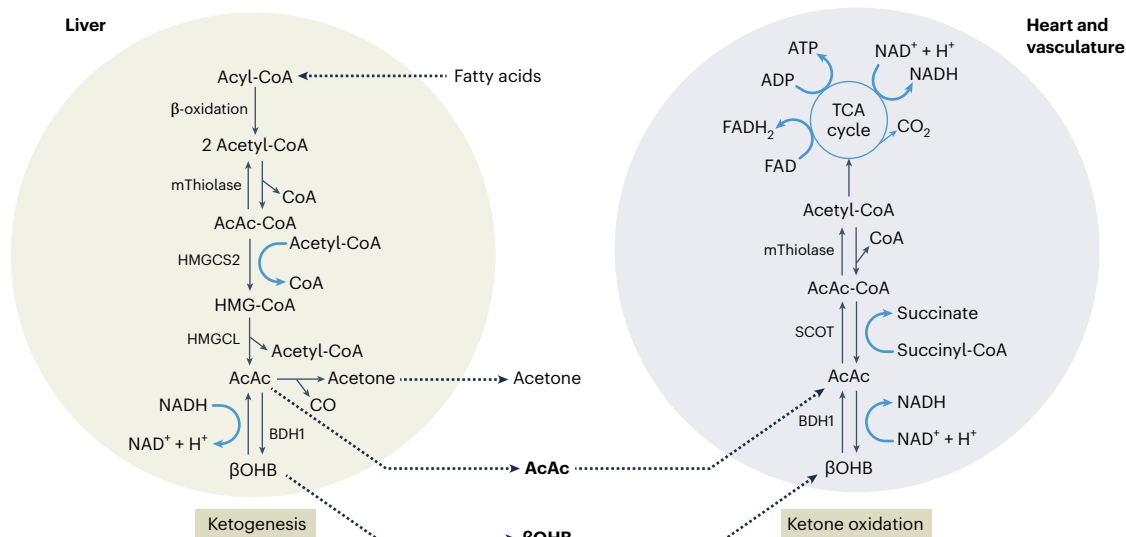 Liver
Heart and
vasculature
Acyl-CoA
Fatty acids
β-oxidation
2 Acetyl-CoA
mThiolase
CoA
AcAc-CoA
Acetyl-CoA
HMGCS2
CoA
HMG-CoA
HMGCL
Acetyl-CoA
AcAc
Acetone
Acetone
CO
NADH
BDH1
NAD⁺ + H⁺
βOHB
Ketogenesis
AcAc
βOHB
ATP
NAD⁺ + H⁺
ADP
NADH
TCA
cycle
FADH₂
CO₂
FAD
Acetyl-CoA
CoA
mThiolase
AcAc-CoA
Succinate
SCOT
Succinyl-CoA
AcAc
NADH
BDH1
NAD⁺ + H⁺
βOHB
Ketone oxidation